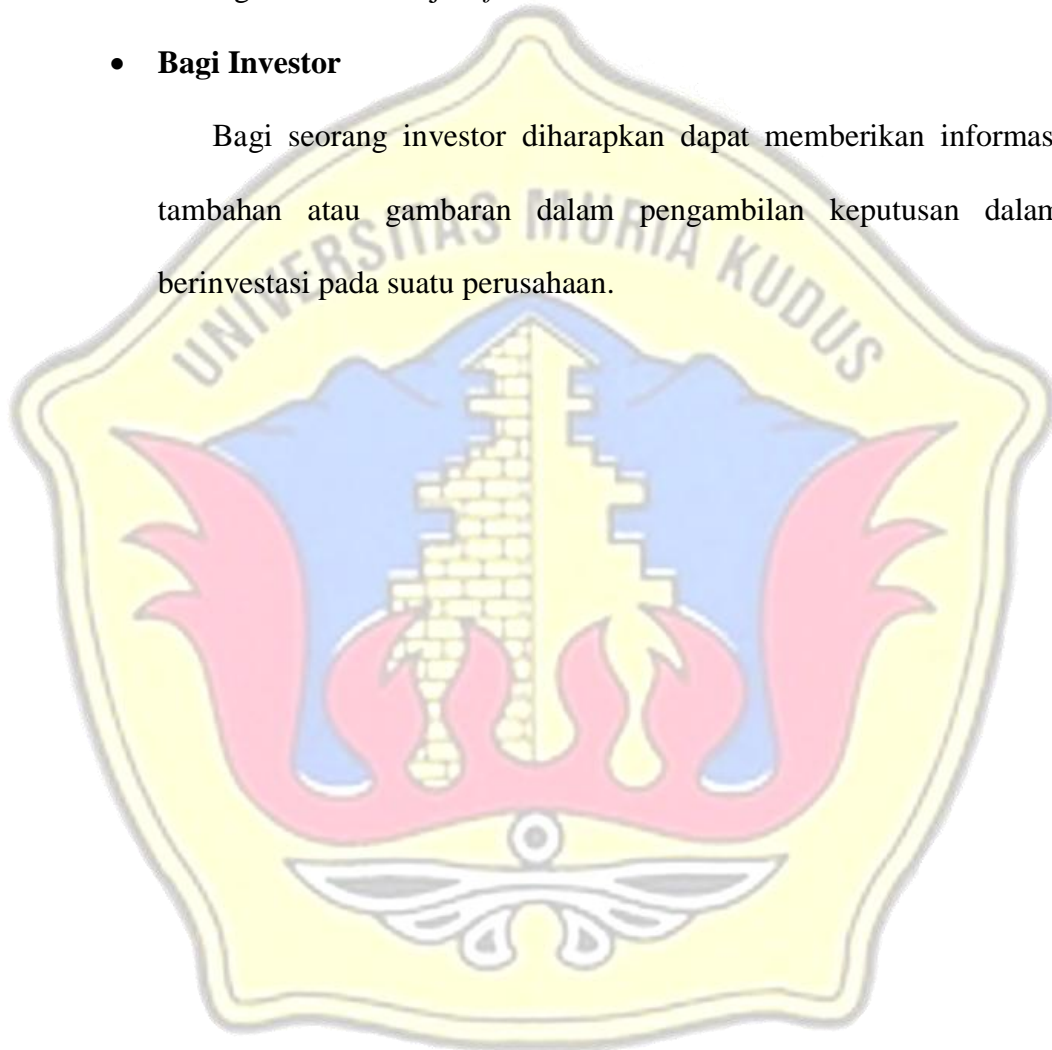 • Bagi Investor
Bagi seorang investor diharapkan dapat memberikan informas
tambahan atau gambaran dalam pengambilan keputusan dalam
berinvestasi pada suatu perusahaan.
UNIVERSITAS MURIA KUDUS